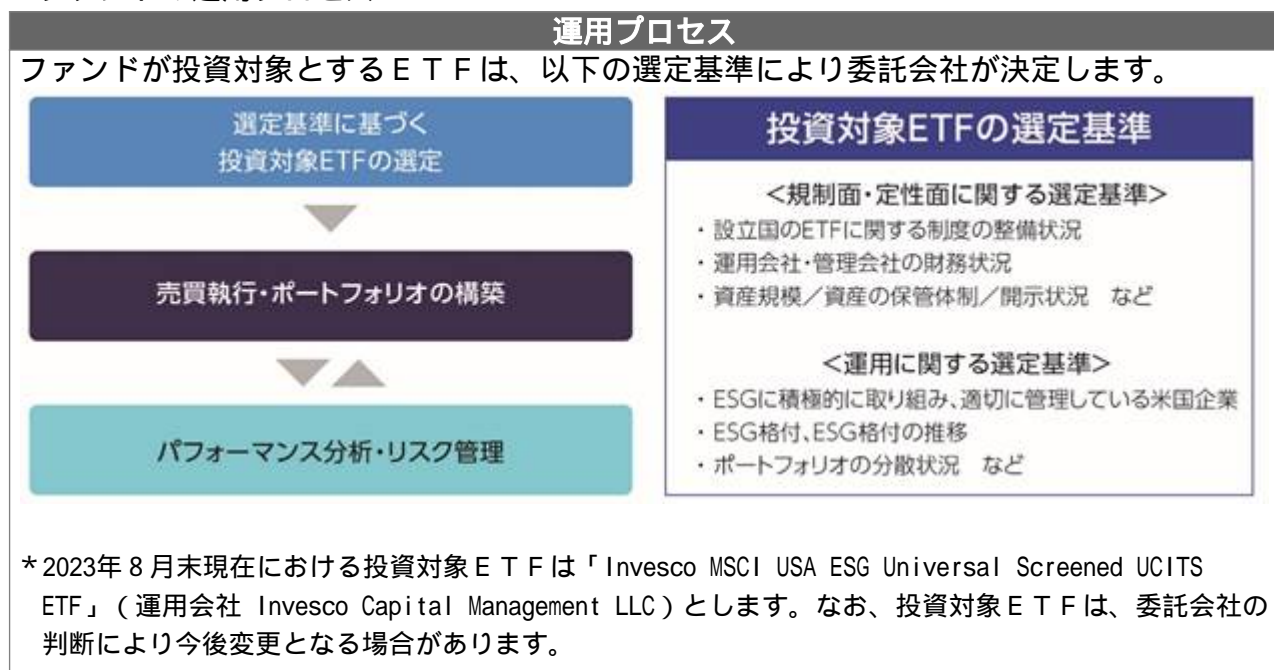 運用プロセス
ファンドが投資対象とするＥＴＦは、以下の選定基準により委託会社が決定します。
選定基準に基づく
投資対象ETFの選定
売買執行・ポートフォリオの構築
パフォーマンス分析・リスク管理
投資対象ETFの選定基準
＜規制面・定性面に関する選定基準＞
・設立国のETFに関する制度の整備状況
・運用会社・管理会社の財務状況
・資産規模／資産の保管体制／開示状況　など
＜運用に関する選定基準＞
・ESGに積極的に取り組み、適切に管理している米国企業
・ESG格付、ESG格付の推移
・ポートフォリオの分散状況　など
＊2023年８月末現在における投資対象ＥＴＦは「Invesco MSCI USA ESG Universal Screened UCITS
ETF」（運用会社 Invesco Capital Management LLC）とします。なお、投資対象ＥＴＦは、委託会社の
判断により今後変更となる場合があります。